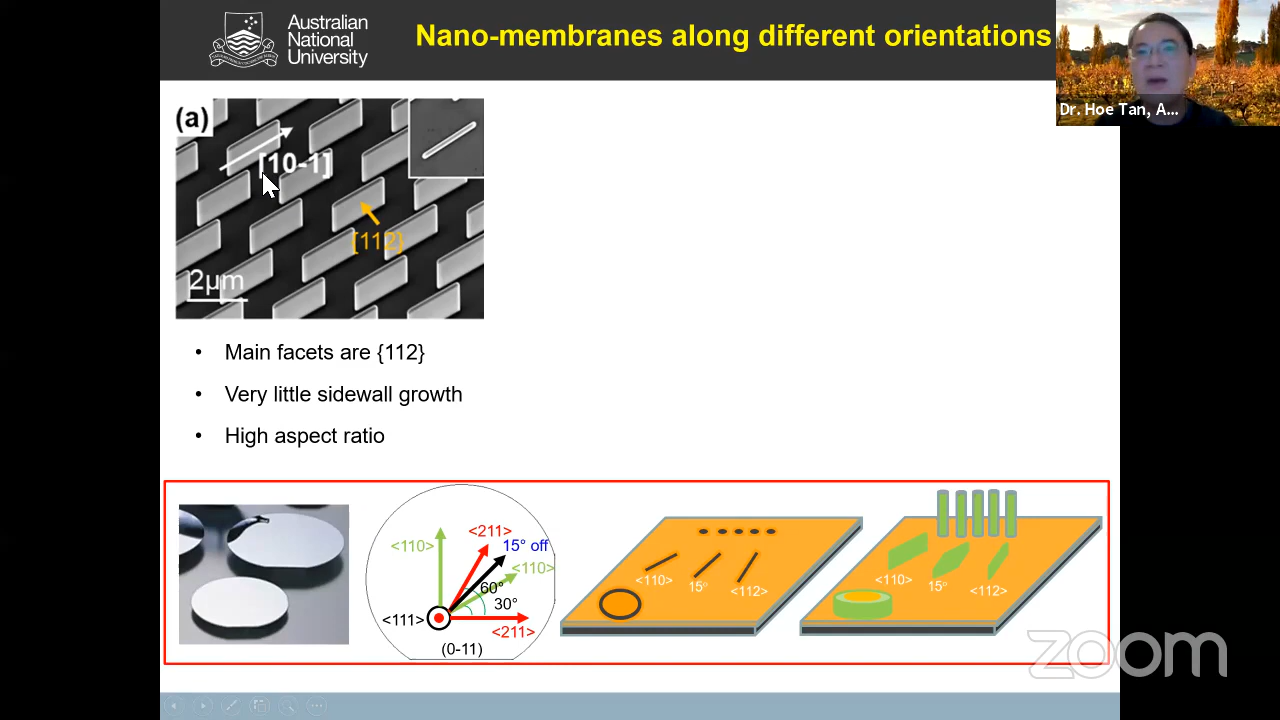 Australian
National
University
Nano-membranes along different orientations
Dr. Hoe Tan, A...
(a)
[10-1]
[112]
2μm
• Main facets are {112}
• Very little sidewall growth
• High aspect ratio
<211>
15° off
<110>
<110>
60°
30°
<111>
<211>
(0-11)
<110>
15°
<112>
<110>
15°
<112>
zoom